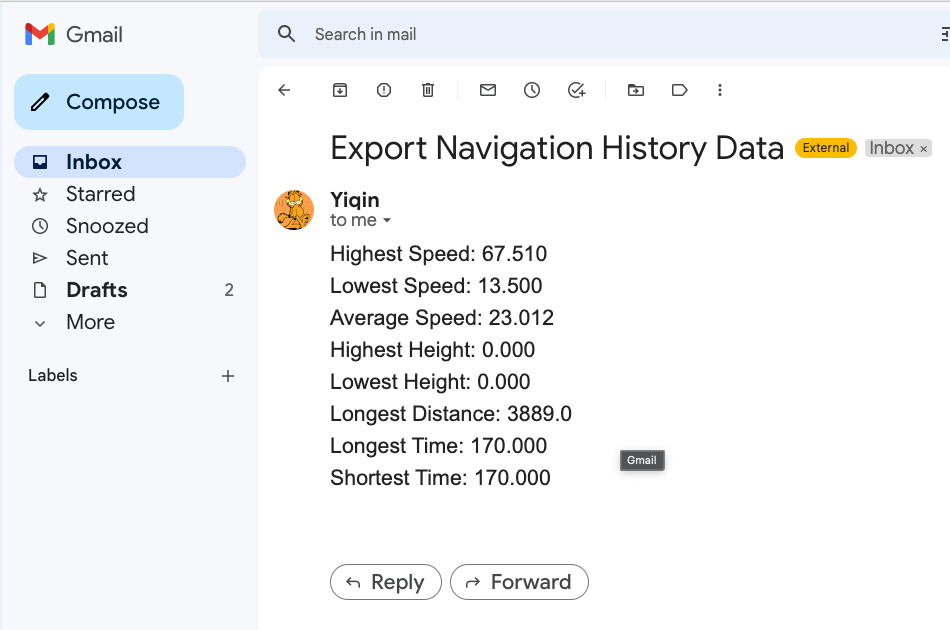 Gmail
Search in mail
Compose
Inbox
Starred
Snoozed
Sent
Drafts 2
More
Labels
Export Navigation History Data External Inbox ×
Yiqin
to me
Highest Speed: 67.510
Lowest Speed: 13.500
Average Speed: 23.012
Highest Height: 0.000
Lowest Height: 0.000
Longest Distance: 3889.0
Longest Time: 170.000
Shortest Time: 170.000
Gmail
Reply Forward